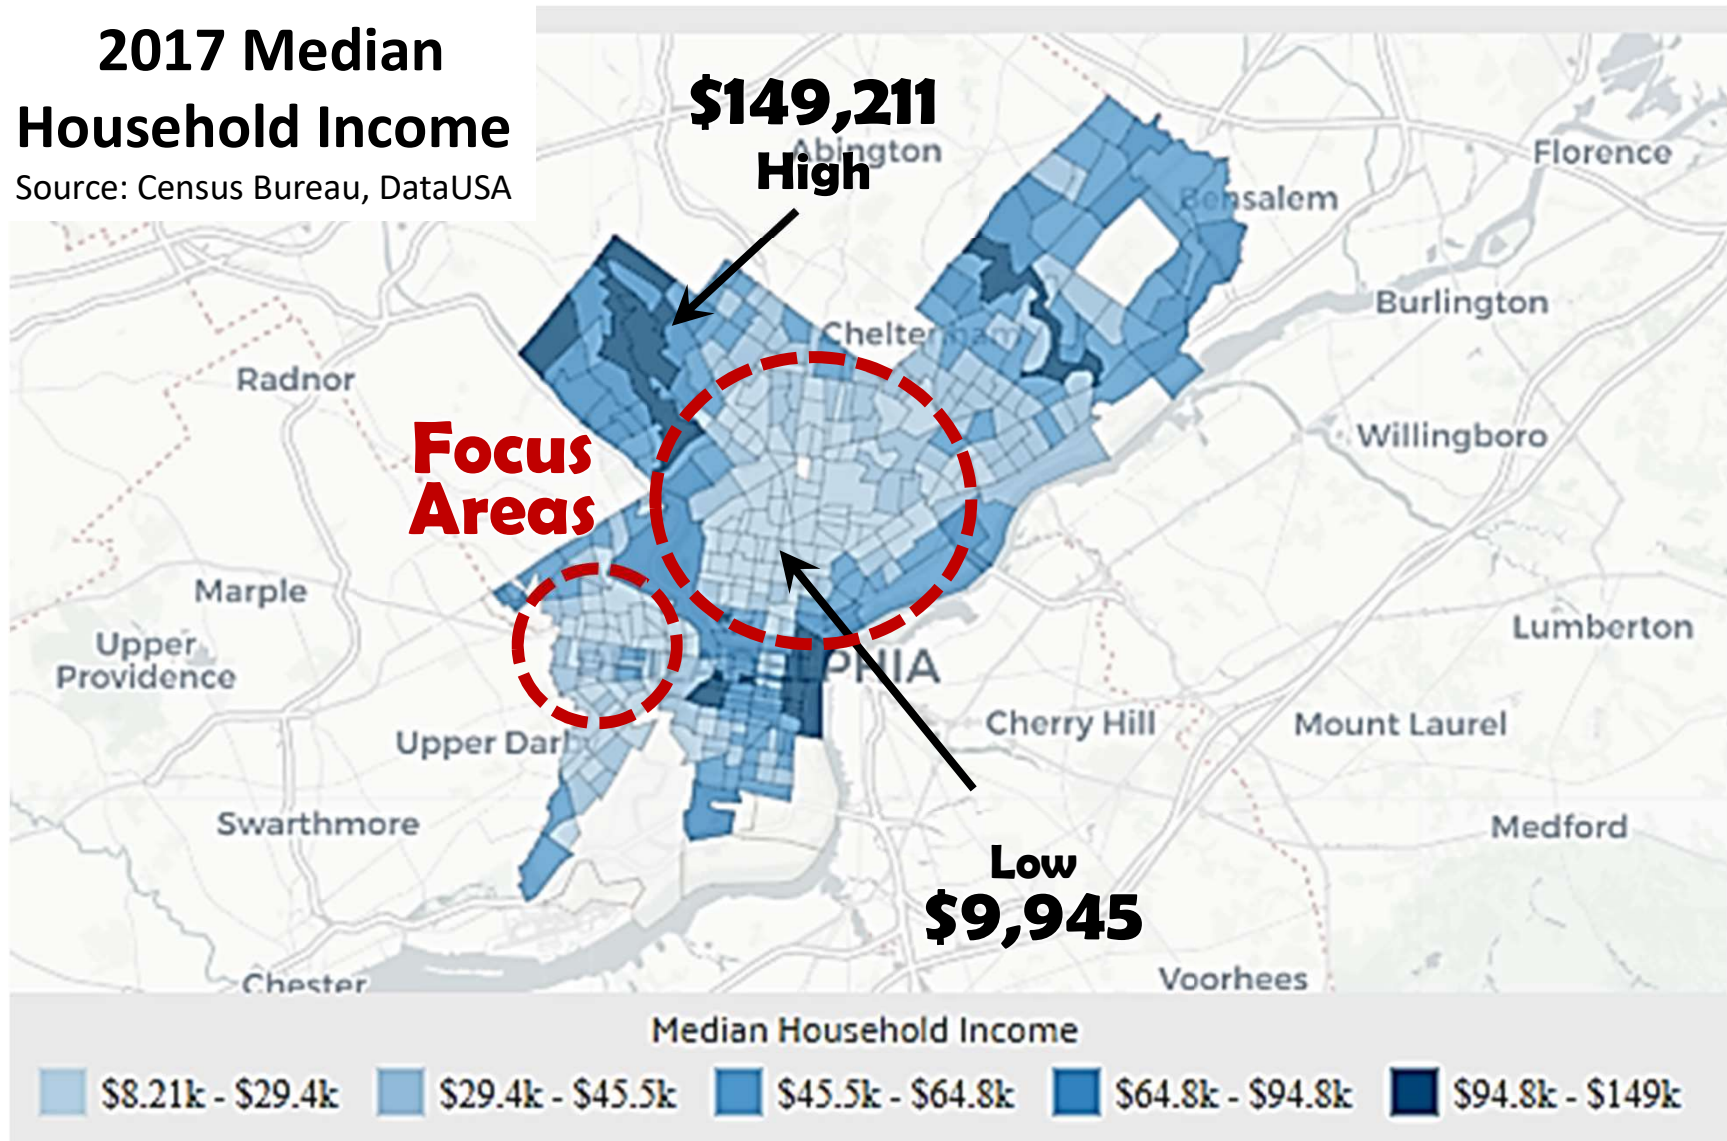 2017 Median
Household Income
Source: Census Bureau, DataUSA
$149,211
High
Abington
Florence
Bensalem
Burlington
Cheltenham
Radnor
Willingboro
Focus
Areas
Marple
Lumberton
Upper
Providence
PHIA
Cherry Hill
Mount Laurel
Upper Darby
Swarthmore
Medford
Low
$9,945
Chester
Voorhees
Median Household Income
$8.21k - $29.4k
$29.4k - $45.5k
$45.5k - $64.8k
$64.8k - $94.8k
$94.8k - $149k